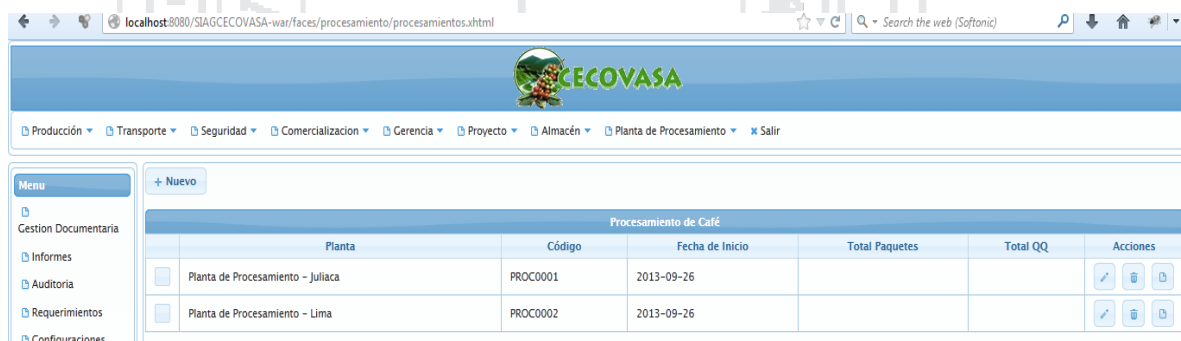 localhost:8080/SIAGCECOVASA-war/faces/procesamiento/procesamientos.xhtml
Search the web (Softonic)
CECOVASA
Producción Transporte Seguridad Comercializacion Gerencia Proyecto Almacén Planta de Procesamiento Salir
Menu
Gestion Documentaria
Informes
Auditoria
Requerimientos
Configuraciones
+ Nuevo
Procesamiento de Café
Planta Código Fecha de Inicio Total Paquetes Total QQ Acciones
Planta de Procesamiento - Juliaca PROC0001 2013-09-26
Planta de Procesamiento - Lima PROC0002 2013-09-26